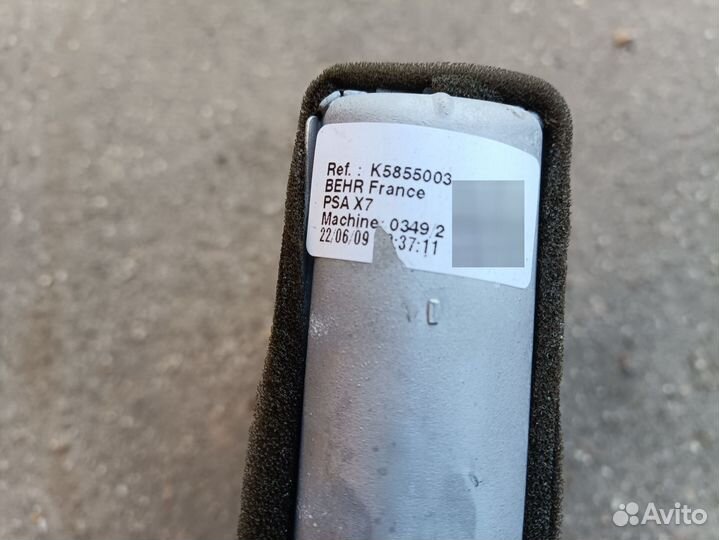 Ref. : K5855003
BEHR France
PSA X7
Machine: 0349/2
22/06/09 :37:11
Avito